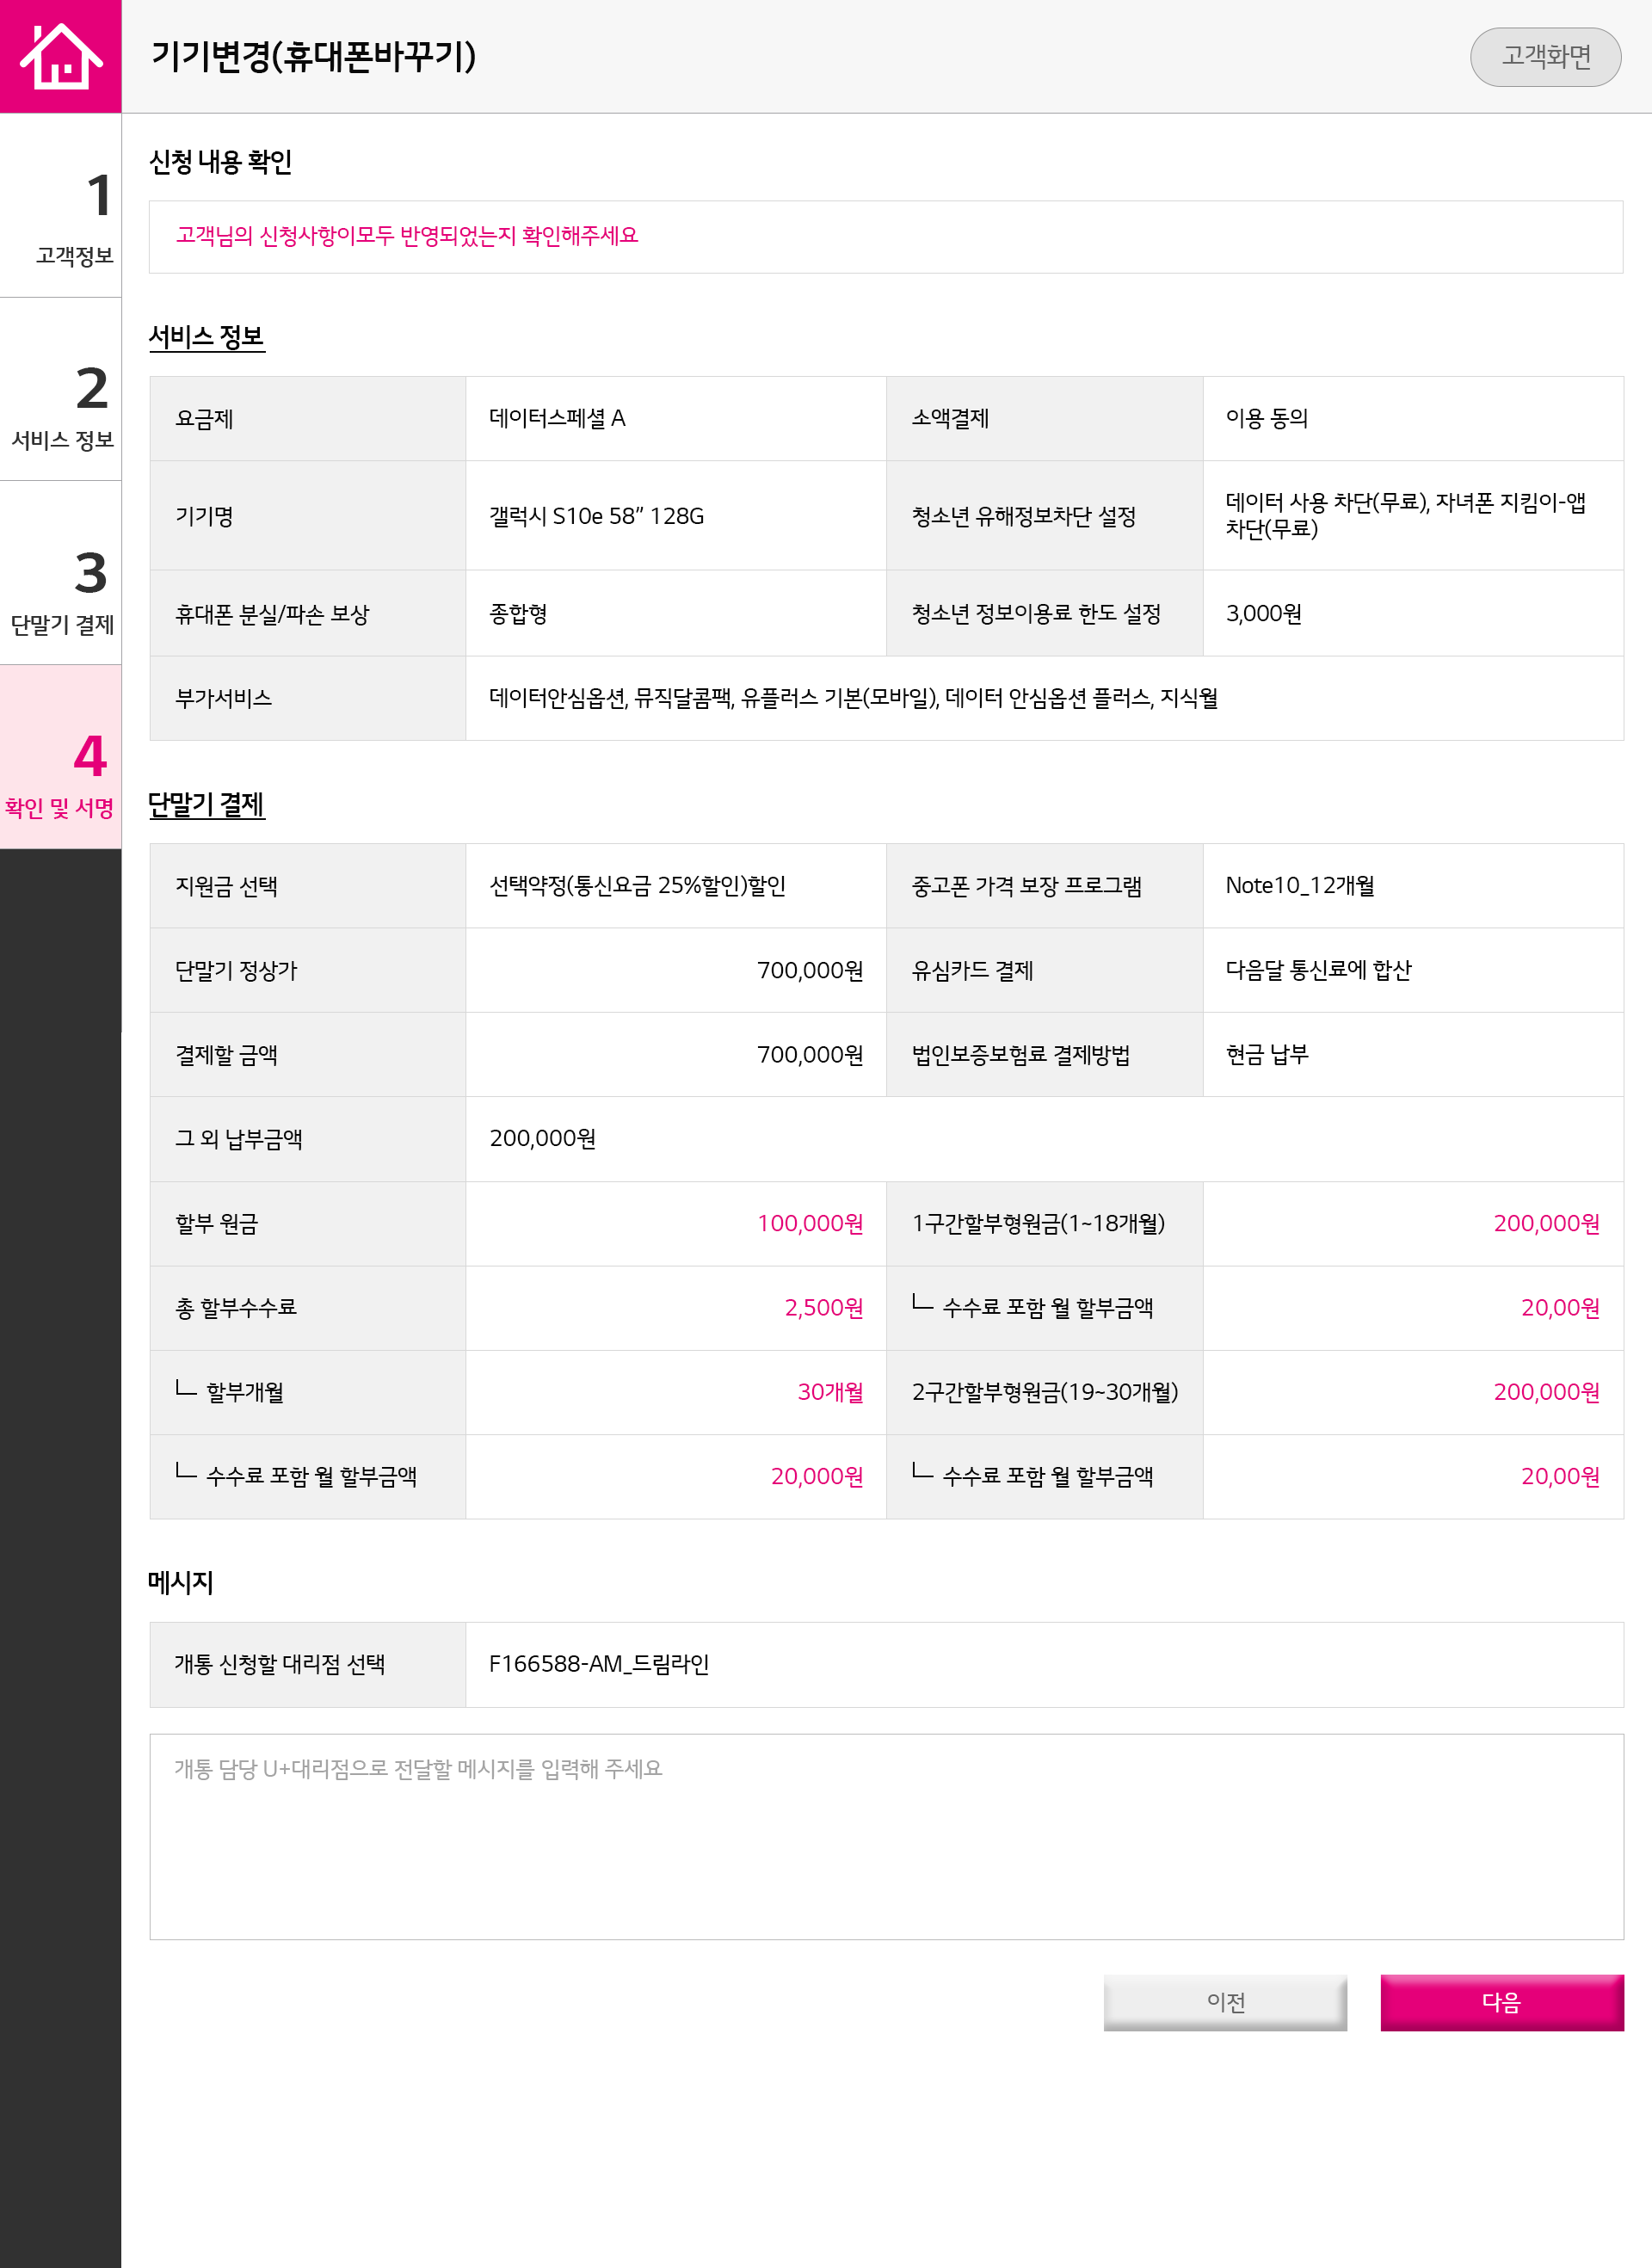 기기변경(휴대폰바꾸기)
고객화면
1
고객정보
2
서비스 정보
3
단말기 결제
4
확인 및 서명
신청 내용 확인
고객님의 신청사항이모두 반영되었는지 확인해주세요
서비스 정보
요금제 데이터스페셜 A 소액결제 이용 동의
기기명 갤럭시 S10e 58” 128G 청소년 유해정보차단 설정 데이터 사용 차단(무료), 자녀폰 지킴이-앱
차단(무료)
휴대폰 분실/파손 보상 종합형 청소년 정보이용료 한도 설정 3,000원
부가서비스 데이터안심옵션, 뮤직달콤팩, 유플러스 기본(모바일), 데이터 안심옵션 플러스, 지식월
단말기 결제
지원금 선택 선택약정(통신요금 25%할인)할인 중고폰 가격 보장 프로그램 Note10_12개월
단말기 정상가 700,000원 유심카드 결제 다음달 통신료에 합산
결제할 금액 700,000원 법인보증보험료 결제방법 현금 납부
그 외 납부금액 200,000원
할부 원금 100,000원 1구간할부형원금(1~18개월) 200,000원
총 할부수수료 2,500원 ㄴ 수수료 포함 월 할부금액 20,00원
ㄴ 할부개월 30개월 2구간할부형원금(19~30개월) 200,000원
ㄴ 수수료 포함 월 할부금액 20,000원 ㄴ 수수료 포함 월 할부금액 20,00원
메시지
개통 신청할 대리점 선택 F166588-AM_드림라인
개통 담당 U+대리점으로 전달할 메시지를 입력해 주세요
이전 다음